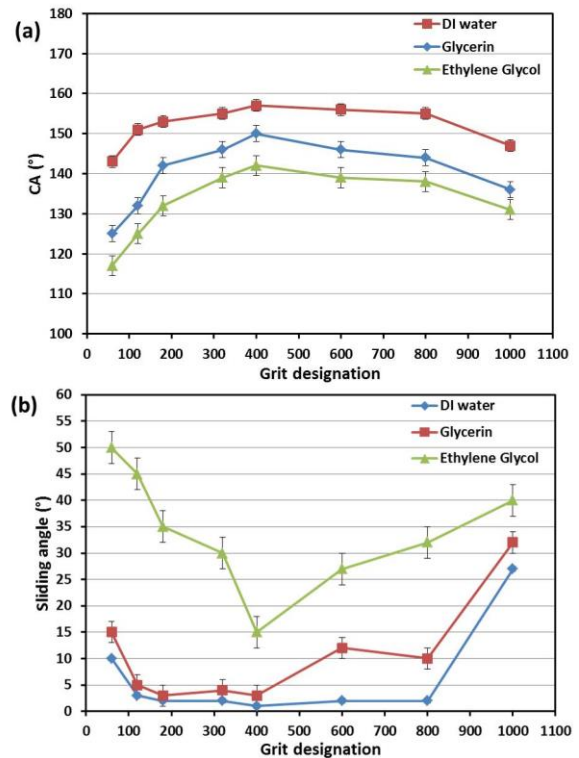 (a)
180
170
160
150
140
130
120
110
100
CA (°)
DI water
Glycerin
Ethylene Glycol
0 100 200 300 400 500 600 700 800 900 1000 1100
Grit designation
(b)
60
55
50
45
40
35
30
25
20
15
10
5
0
Sliding angle (°)
DI water
Glycerin
Ethylene Glycol
0 100 200 300 400 500 600 700 800 900 1000 1100
Grit designation